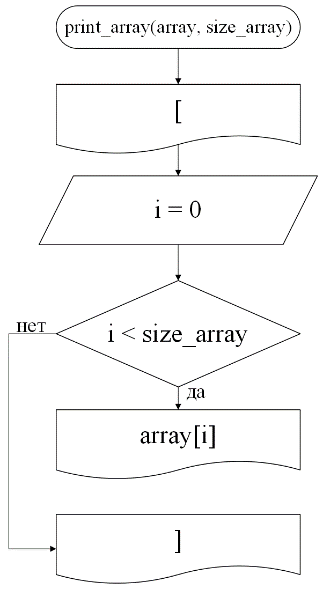 print_array(array, size_array)
[
i = 0
i < size_array
нет
да
array[i]
]